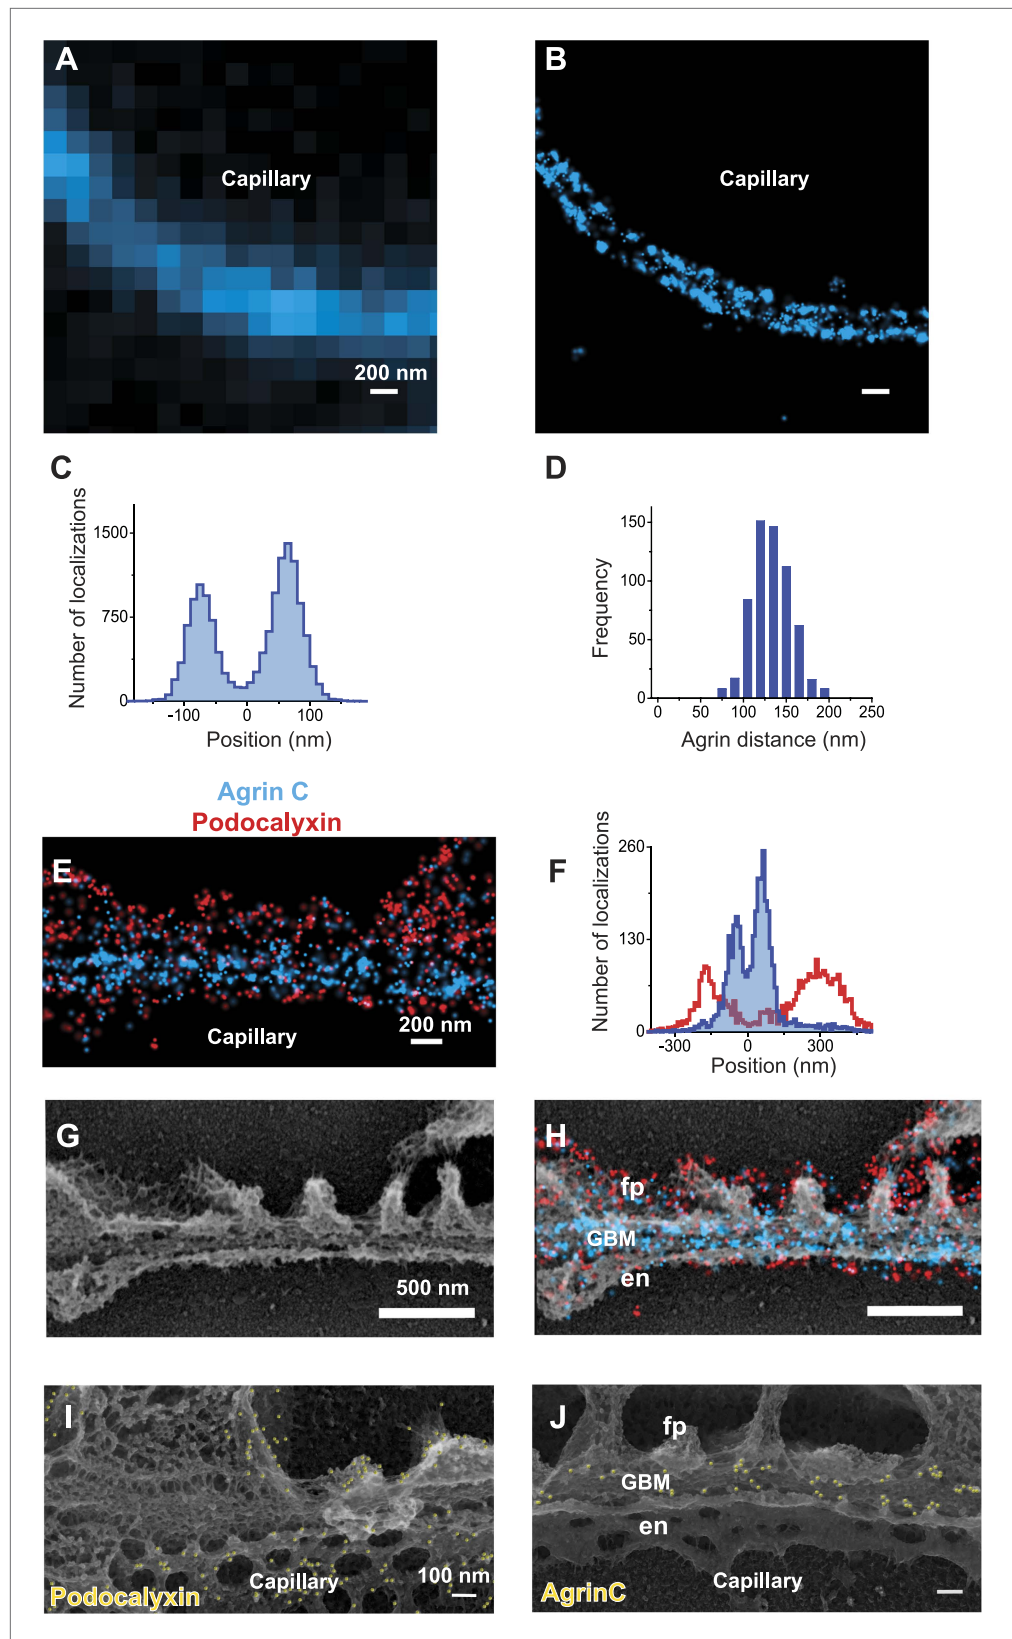 A
Capillary
200 nm
B
Capillary
C
Number of localizations
1500
750
0
-100
0
100
Position (nm)
D
Frequency
150
100
50
0
0
50
100
150
200
250
Agrin distance (nm)
Agrin C
Podocalyxin
E
Capillary
200 nm
F
Number of localizations
260
130
0
-300
0
300
Position (nm)
G
500 nm
H
fp
GBM
en
I
Podocalyxin
Capillary
100 nm
J
fp
GBM
en
AgrinC
Capillary